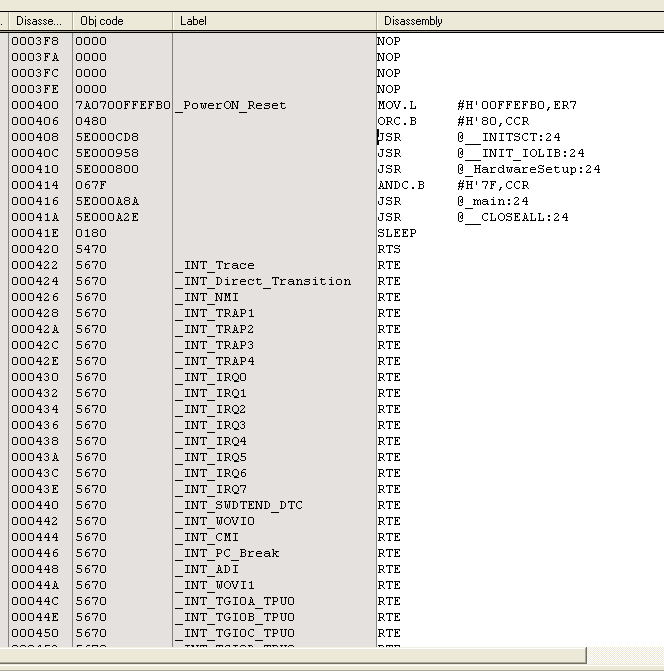 . Disasse... Obj code Label Disassembly
0003F8 0000 NOP
0003FA 0000 NOP
0003FC 0000 NOP
0003FE 0000 NOP
000400 7A0700FFEFB0 _PowerON_Reset MOV.L #H'00FFEFB0,ER7
000406 0480 ORC.B #H'80,CCR
000408 5E000CD8 JSR @__INITSCT:24
00040C 5E000958 JSR @__INIT_IOLIB:24
000410 5E000800 JSR @_HardwareSetup:24
000414 067F ANDC.B #H'7F,CCR
000416 5E000A8A JSR @_main:24
00041A 5E000A2E JSR @__CLOSEALL:24
00041E 0180 SLEEP
000420 5470 RTS
000422 5670 _INT_Trace RTE
000424 5670 _INT_Direct_Transition RTE
000426 5670 _INT_NMI RTE
000428 5670 _INT_TRAP1 RTE
00042A 5670 _INT_TRAP2 RTE
00042C 5670 _INT_TRAP3 RTE
00042E 5670 _INT_TRAP4 RTE
000430 5670 _INT_IRQ0 RTE
000432 5670 _INT_IRQ1 RTE
000434 5670 _INT_IRQ2 RTE
000436 5670 _INT_IRQ3 RTE
000438 5670 _INT_IRQ4 RTE
00043A 5670 _INT_IRQ5 RTE
00043C 5670 _INT_IRQ6 RTE
00043E 5670 _INT_IRQ7 RTE
000440 5670 _INT_SWDTEND_DTC RTE
000442 5670 _INT_WOVI0 RTE
000444 5670 _INT_CMI RTE
000446 5670 _INT_PC_Break RTE
000448 5670 _INT_ADI RTE
00044A 5670 _INT_WOVI1 RTE
00044C 5670 _INT_TGI0A_TPU0 RTE
00044E 5670 _INT_TGI0B_TPU0 RTE
000450 5670 _INT_TGI0C_TPU0 RTE